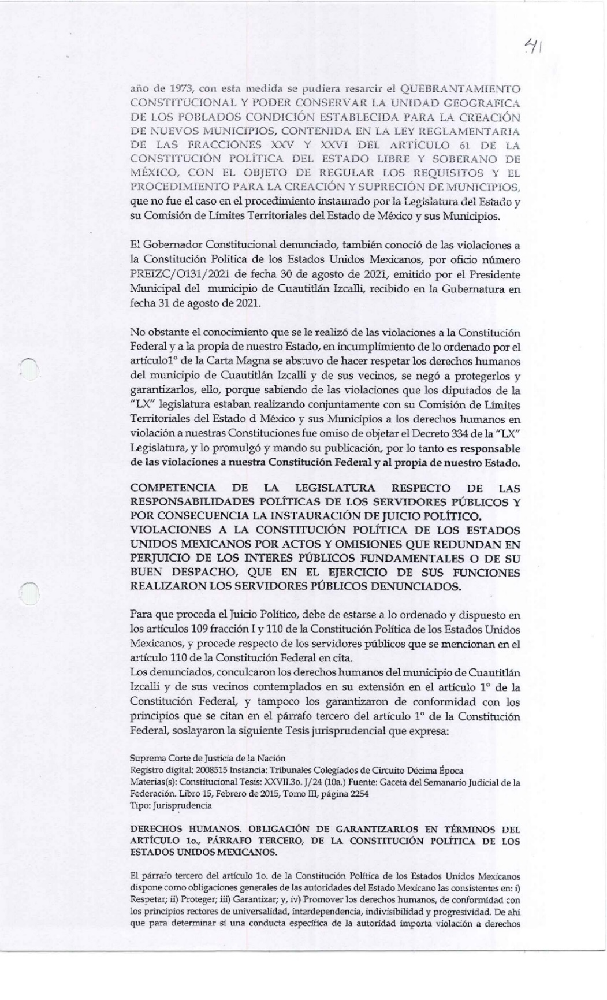 41
año de 1973, con esta medida se pudiera resarcir el QUEBRANTAMIENTO
CONSTITUCIONAL Y PODER CONSERVAR LA UNIDAD GEOGRAFICA
DE LOS POBLADOS CONDICIÓN ESTABLECIDA PARA LA CREACIÓN
DE NUEVOS MUNICIPIOS, CONTENIDA EN LA LEY REGLAMENTARIA
DE LAS FRACCIONES XXV Y XXVI DEL ARTÍCULO 61 DE LA
CONSTITUCIÓN POLÍTICA DEL ESTADO LIBRE Y SOBERANO DE
MÉXICO, CON EL OBJETO DE REGULAR LOS REQUISITOS Y EL
PROCEDIMIENTO PARA LA CREACIÓN Y SUPRECIÓN DE MUNICIPIOS,
que no fue el caso en el procedimiento instaurado por la Legislatura del Estado y
su Comisión de Límites Territoriales del Estado de México y sus Municipios.
El Gobernador Constitucional denunciado, también conoció de las violaciones a
la Constitución Política de los Estados Unidos Mexicanos, por oficio número
PREIZC/O131/2021 de fecha 30 de agosto de 2021, emitido por el Presidente
Municipal del municipio de Cuautitlán Izcalli, recibido en la Gubernatura en
fecha 31 de agosto de 2021.
No obstante el conocimiento que se le realizó de las violaciones a la Constitución
Federal y a la propia de nuestro Estado, en incumplimiento de lo ordenado por el
artículo1° de la Carta Magna se abstuvo de hacer respetar los derechos humanos
del municipio de Cuautitlán Izcalli y de sus vecinos, se negó a protegerlos y
garantizarlos, ello, porque sabiendo de las violaciones que los diputados de la
“LX” legislatura estaban realizando conjuntamente con su Comisión de Límites
Territoriales del Estado d México y sus Municipios a los derechos humanos en
violación a nuestras Constituciones fue omiso de objetar el Decreto 334 de la “LX”
Legislatura, y lo promulgó y mando su publicación, por lo tanto es responsable
de las violaciones a nuestra Constitución Federal y al propia de nuestro Estado.
COMPETENCIA DE LA LEGISLATURA RESPECTO DE LAS
RESPONSABILIDADES POLÍTICAS DE LOS SERVIDORES PÚBLICOS Y
POR CONSECUENCIA LA INSTAURACIÓN DE JUICIO POLÍTICO.
VIOLACIONES A LA CONSTITUCIÓN POLÍTICA DE LOS ESTADOS
UNIDOS MEXICANOS POR ACTOS Y OMISIONES QUE REDUNDAN EN
PERJUICIO DE LOS INTERES PÚBLICOS FUNDAMENTALES O DE SU
BUEN DESPACHO, QUE EN EL EJERCICIO DE SUS FUNCIONES
REALIZARON LOS SERVIDORES PÚBLICOS DENUNCIADOS.
Para que proceda el Juicio Político, debe de estarse a lo ordenado y dispuesto en
los artículos 109 fracción I y 110 de la Constitución Política de los Estados Unidos
Mexicanos, y procede respecto de los servidores públicos que se mencionan en el
artículo 110 de la Constitución Federal en cita.
Los denunciados, conculcaron los derechos humanos del municipio de Cuautitlán
Izcalli y de sus vecinos contemplados en su extensión en el artículo 1° de la
Constitución Federal, y tampoco los garantizaron de conformidad con los
principios que se citan en el párrafo tercero del artículo 1° de la Constitución
Federal, soslayaron la siguiente Tesis jurisprudencial que expresa:
Suprema Corte de Justicia de la Nación
Registro digital: 2008515 Instancia: Tribunales Colegiados de Circuito Décima Época
Materias(s): Constitucional Tesis: XXVII.3o. J/24 (10a.) Fuente: Gaceta del Semanario Judicial de la
Federación. Libro 15, Febrero de 2015, Tomo III, página 2254
Tipo: Jurisprudencia
DERECHOS HUMANOS. OBLIGACIÓN DE GARANTIZARLOS EN TÉRMINOS DEL
ARTÍCULO 1o., PÁRRAFO TERCERO, DE LA CONSTITUCIÓN POLÍTICA DE LOS
ESTADOS UNIDOS MEXICANOS.
El párrafo tercero del artículo 1o. de la Constitución Política de los Estados Unidos Mexicanos
dispone como obligaciones generales de las autoridades del Estado Mexicano las consistentes en: i)
Respetar; ii) Proteger; iii) Garantizar; y, iv) Promover los derechos humanos, de conformidad con
los principios rectores de universalidad, interdependencia, indivisibilidad y progresividad. De ahí
que para determinar si una conducta específica de la autoridad importa violación a derechos